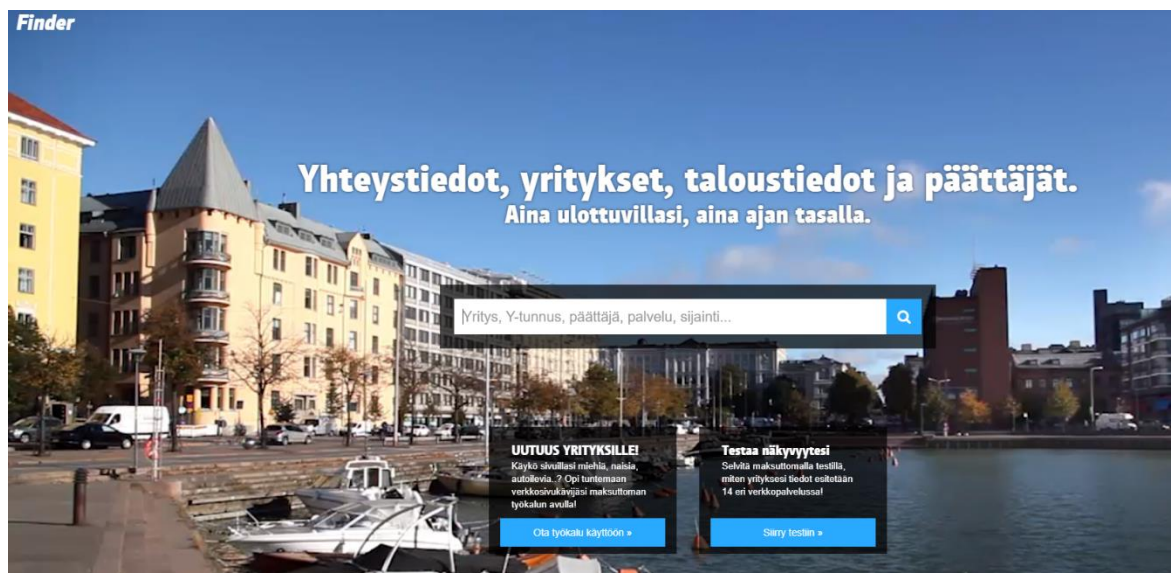 Finder
Yhteystiedot, yritykset, taloustiedot ja päättäjät.
Aina ulottuvillasi, aina ajan tasalla.
Yritys, Y-tunnus, päättäjä, palvelu, sijainti...
UUTUUS YRITYKSILLE!
Käykö sivuillasi miehiä, naisia,
autoilevia..? Opi tuntemaan
verkkosivukävijäsi maksuttoman
työkalun avulla!
Ota työkalu käyttöön »
Testaa näkyvyytesi
Selvitä maksuttomalla testillä,
miten yrityksesi tiedot esitetään
14 eri verkkopalvelussa!
Siirry testiin »